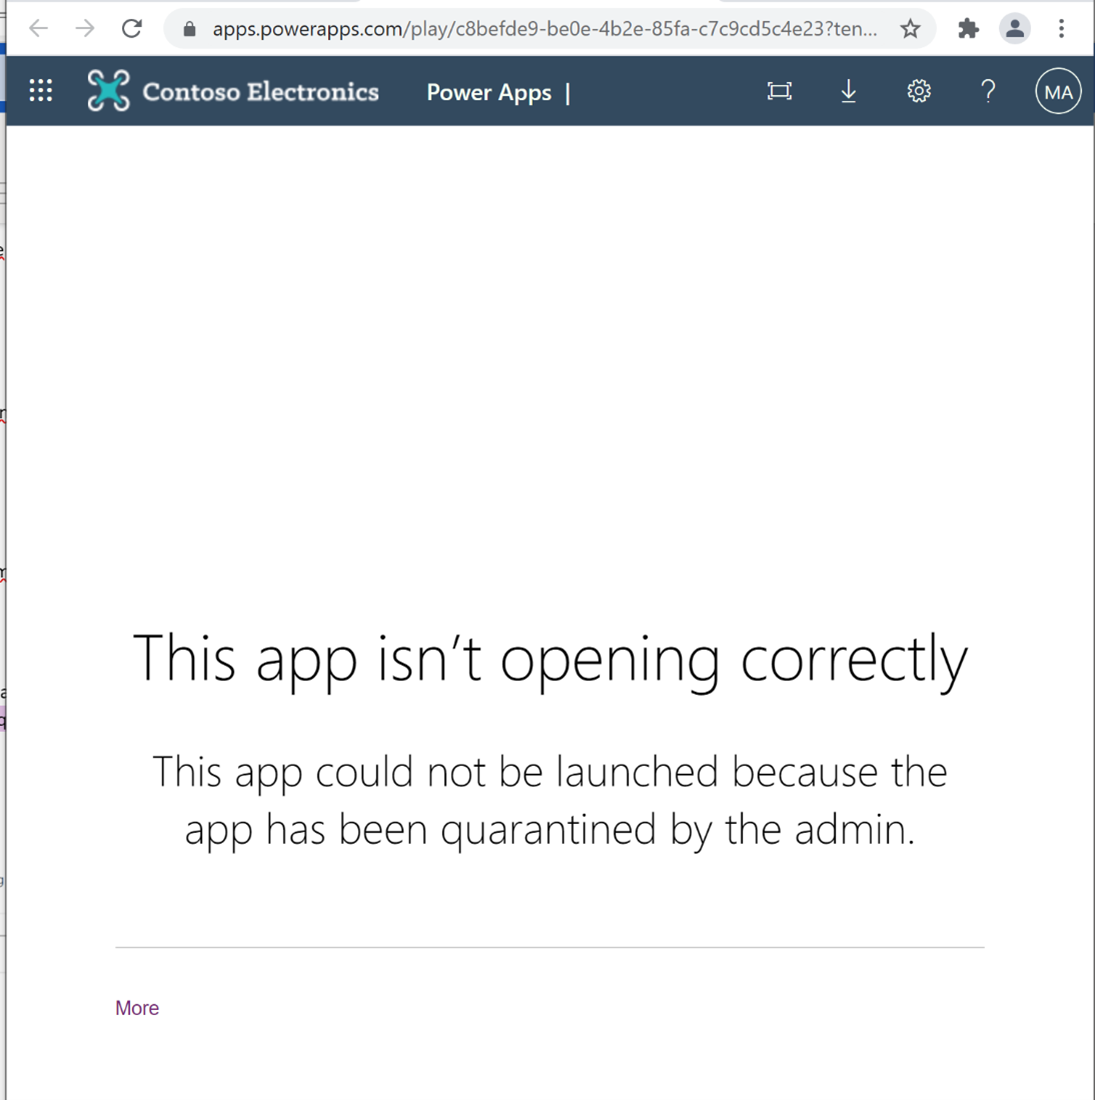 apps.powerapps.com/play/c8befde9-be0e-4b2e-85fa-c7c9cd5c4e23?ten...
Contoso Electronics Power Apps | ? MA
This app isn't opening correctly
This app could not be launched because the
app has been quarantined by the admin.
More